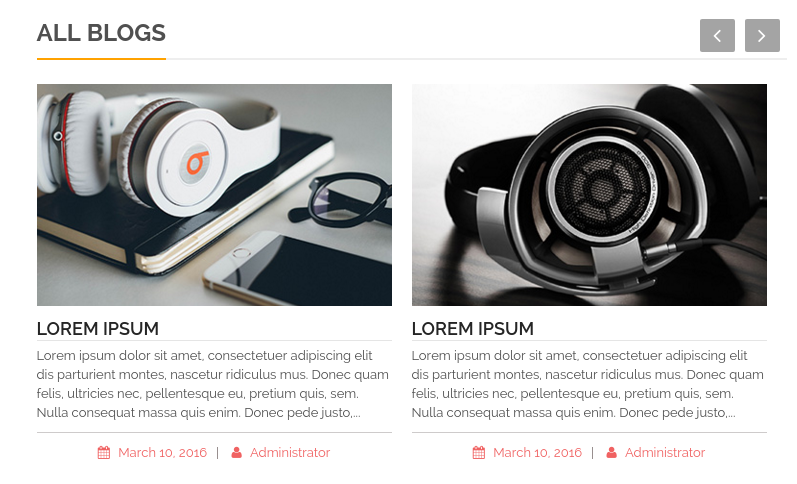 ALL BLOGS
LOREM IPSUM
Lorem ipsum dolor sit amet, consectetuer adipiscing elit
dis parturient montes, nascetur ridiculus mus. Donec quam
felis, ultricies nec, pellentesque eu, pretium quis, sem.
Nulla consequat massa quis enim. Donec pede justo,...
March 10, 2016 | Administrator
LOREM IPSUM
Lorem ipsum dolor sit amet, consectetuer adipiscing elit
dis parturient montes, nascetur ridiculus mus. Donec quam
felis, ultricies nec, pellentesque eu, pretium quis, sem.
Nulla consequat massa quis enim. Donec pede justo,...
March 10, 2016 | Administrator